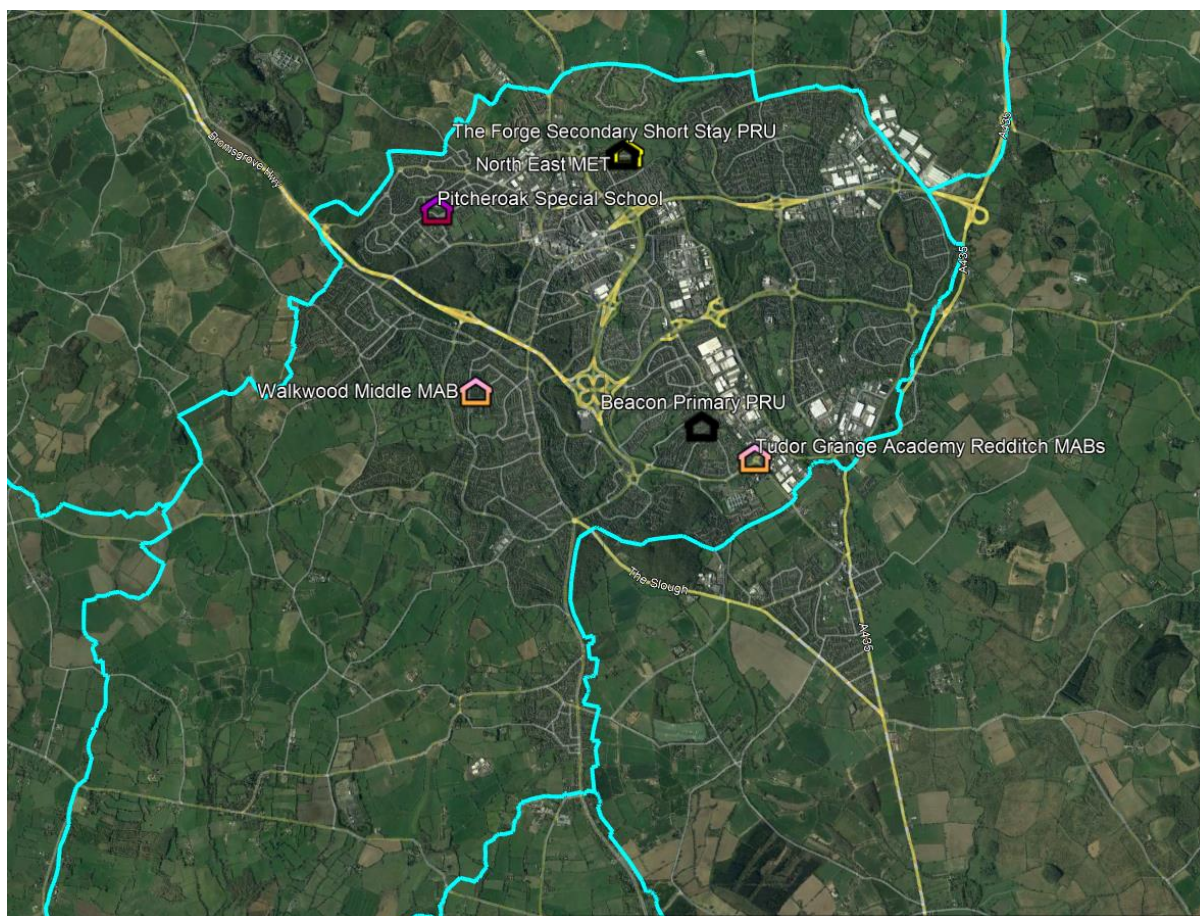 The Forge Secondary Short Stay PRU
North East MET
Pitcheroak Special School
Bromsgrove Hwy
A435
A435
Walkwood Middle MAB
Beacon Primary PRU
Tudor Grange Academy Redditch MABs
The Slough
A435